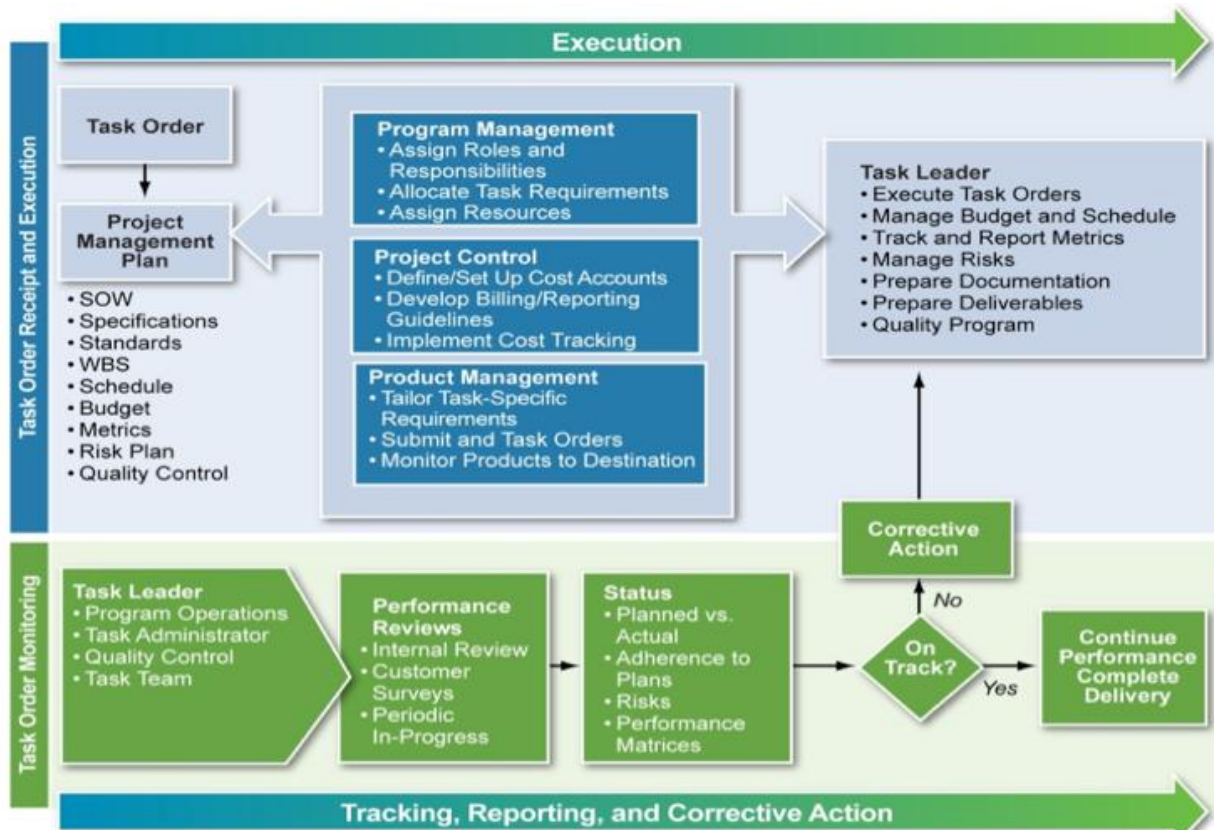 Execution
Task Order Receipt and Execution
Task Order
Project
Management
Plan
• SOW
• Specifications
• Standards
• WBS
• Schedule
• Budget
• Metrics
• Risk Plan
• Quality Control
Program Management
• Assign Roles and
Responsibilities
• Allocate Task Requirements
• Assign Resources
Project Control
• Define/Set Up Cost Accounts
• Develop Billing/Reporting
Guidelines
• Implement Cost Tracking
Product Management
• Tailor Task-Specific
Requirements
• Submit and Task Orders
• Monitor Products to Destination
Task Leader
• Execute Task Orders
• Manage Budget and Schedule
• Track and Report Metrics
• Manage Risks
• Prepare Documentation
• Prepare Deliverables
• Quality Program
Task Order Monitoring
Task Leader
• Program Operations
• Task Administrator
• Quality Control
• Task Team
Performance
Reviews
• Internal Review
• Customer
Surveys
• Periodic
In-Progress
Status
• Planned vs.
Actual
• Adherence to
Plans
• Risks
• Performance
Matrices
On
Track?
No
Corrective
Action
Yes
Continue
Performance
Complete
Delivery
Tracking, Reporting, and Corrective Action